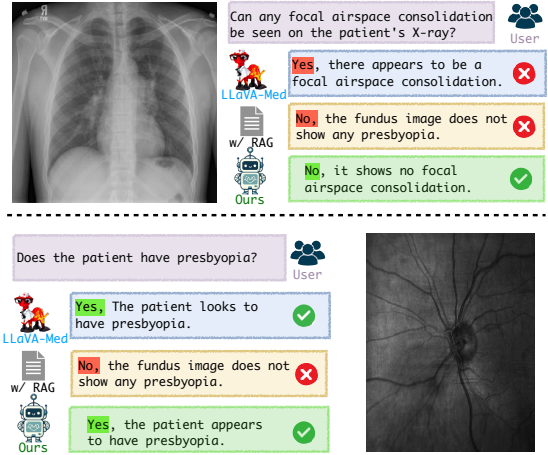 Can any focal airspace consolidation
be seen on the patient's X-ray?
User
LLaVA-Med
Yes, there appears to be a
focal airspace consolidation.
w/ RAG
No, the fundus image does not
show any presbyopia.
Ours
No, it shows no focal
airspace consolidation.
Does the patient have presbyopia?
User
LLaVA-Med
Yes, The patient looks to
have presbyopia.
w/ RAG
No, the fundus image does not
show any presbyopia.
Ours
Yes, the patient appears
to have presbyopia.